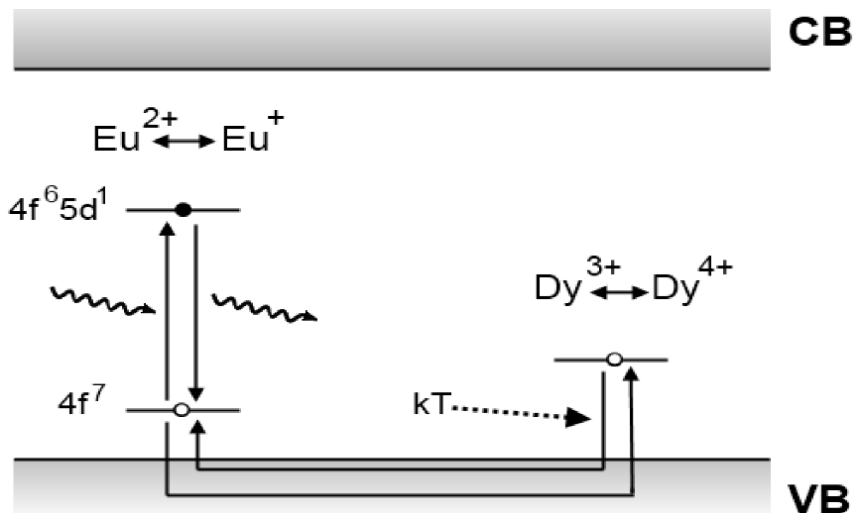 CB
Eu²⁺ ↔ Eu⁺
4f⁶5d¹
Dy³⁺ ↔ Dy⁴⁺
4f⁷
kT
VB